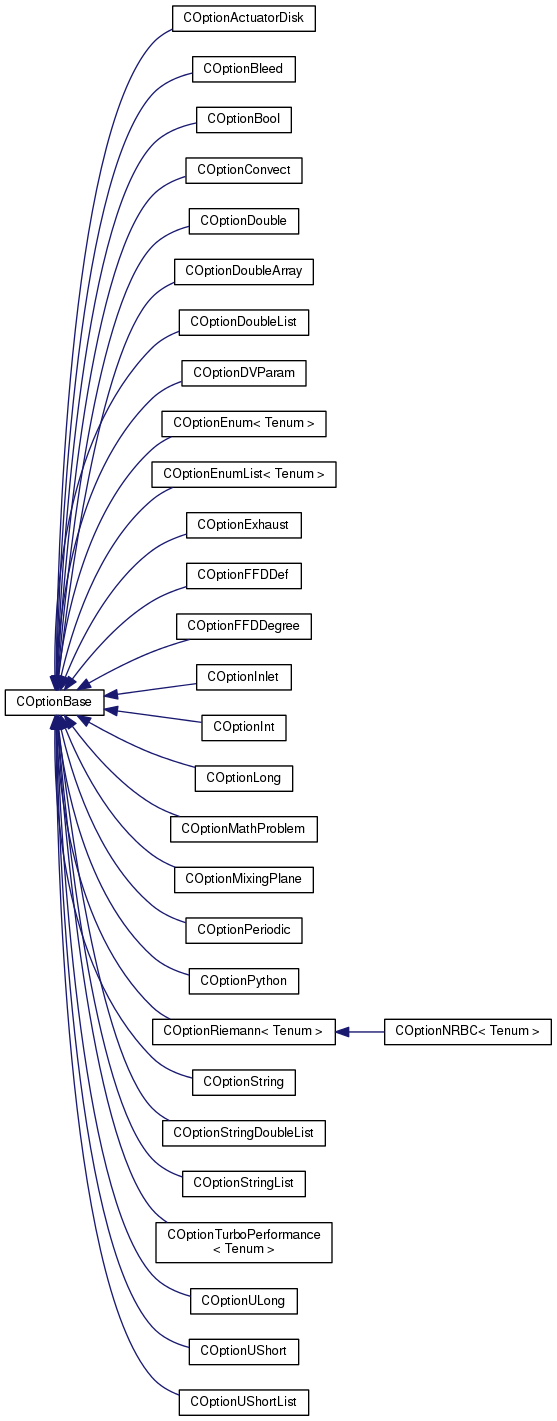 COptionActuatorDisk
COptionBleed
COptionBool
COptionConvect
COptionDouble
COptionDoubleArray
COptionDoubleList
COptionDVParam
COptionEnum< Tenum >
COptionEnumList< Tenum >
COptionExhaust
COptionFFDDef
COptionFFDDegree
COptionInlet
COptionBase
COptionInt
COptionLong
COptionMathProblem
COptionMixingPlane
COptionPeriodic
COptionPython
COptionRiemann< Tenum >
COptionNRBC< Tenum >
COptionString
COptionStringDoubleList
COptionStringList
COptionTurboPerformance
< Tenum >
COptionULong
COptionUShort
COptionUShortList